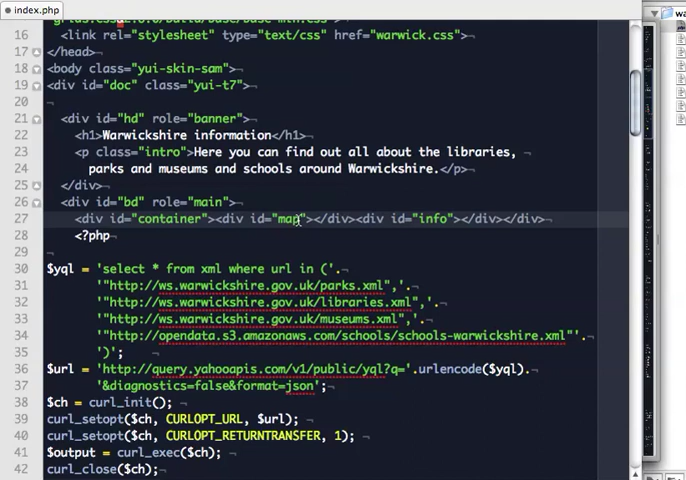 index.php
16 <link rel="stylesheet" type="text/css" href="warwick.css">
17 </head>
18 <body class="yui-skin-sam">
19 <div id="doc" class="yui-t7">
20
21 <div id="hd" role="banner">
22 <h1>Warwickshire information</h1>
23 <p class="intro">Here you can find out all about the libraries,
24 parks and museums and schools around Warwickshire.</p>
25 </div>
26 <div id="bd" role="main">
27 <div id="container"><div id="map"></div><div id="info"></div></div>
28 <?php
29
30 $yql = 'select * from xml where url in ('.
31 '"http://ws.warwickshire.gov.uk/parks.xml",'.
32 '"http://ws.warwickshire.gov.uk/libraries.xml",'.
33 '"http://ws.warwickshire.gov.uk/museums.xml",'.
34 '"http://opendata.s3.amazonaws.com/schools/schools-warwickshire.xml"'.
35 ')';
36 $url = 'http://query.yahooapis.com/v1/public/yql?q='.urlencode($yql).
37 '&diagnostics=false&format=json';
38 $ch = curl_init();
39 curl_setopt($ch, CURLOPT_URL, $url);
40 curl_setopt($ch, CURLOPT_RETURNTRANSFER, 1);
41 $output = curl_exec($ch);
42 curl_close($ch);
wa